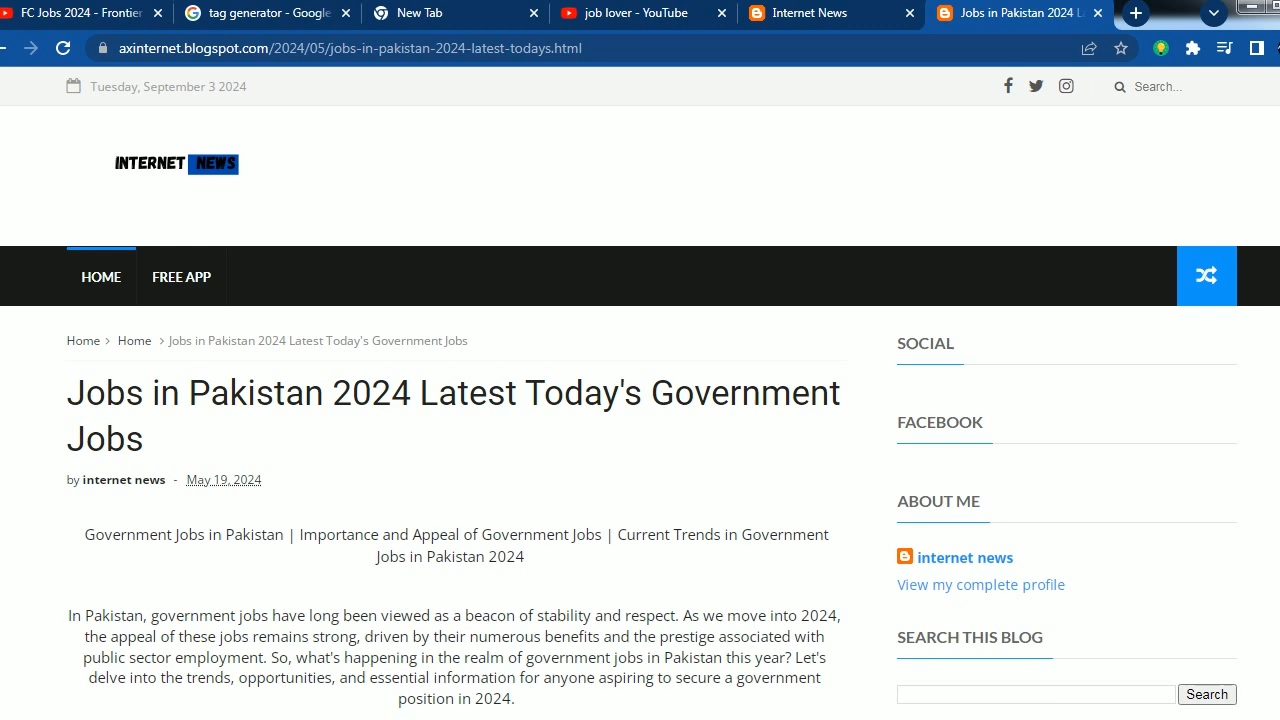 FC Jobs 2024 - Frontier
tag generator - Google
New Tab
job lover - YouTube
Internet News
Jobs in Pakistan 2024 L
axinternet.blogspot.com/2024/05/jobs-in-pakistan-2024-latest-todays.html
Tuesday, September 3 2024
Search...
INTERNET NEWS
HOME
FREE APP
Home Home Jobs in Pakistan 2024 Latest Today's Government Jobs
Jobs in Pakistan 2024 Latest Today's Government
Jobs
by internet news - May 19, 2024
Government Jobs in Pakistan | Importance and Appeal of Government Jobs | Current Trends in Government
Jobs in Pakistan 2024
In Pakistan, government jobs have long been viewed as a beacon of stability and respect. As we move into 2024,
the appeal of these jobs remains strong, driven by their numerous benefits and the prestige associated with
public sector employment. So, what's happening in the realm of government jobs in Pakistan this year? Let's
delve into the trends, opportunities, and essential information for anyone aspiring to secure a government
position in 2024.
SOCIAL
FACEBOOK
ABOUT ME
internet news
View my complete profile
SEARCH THIS BLOG
Search